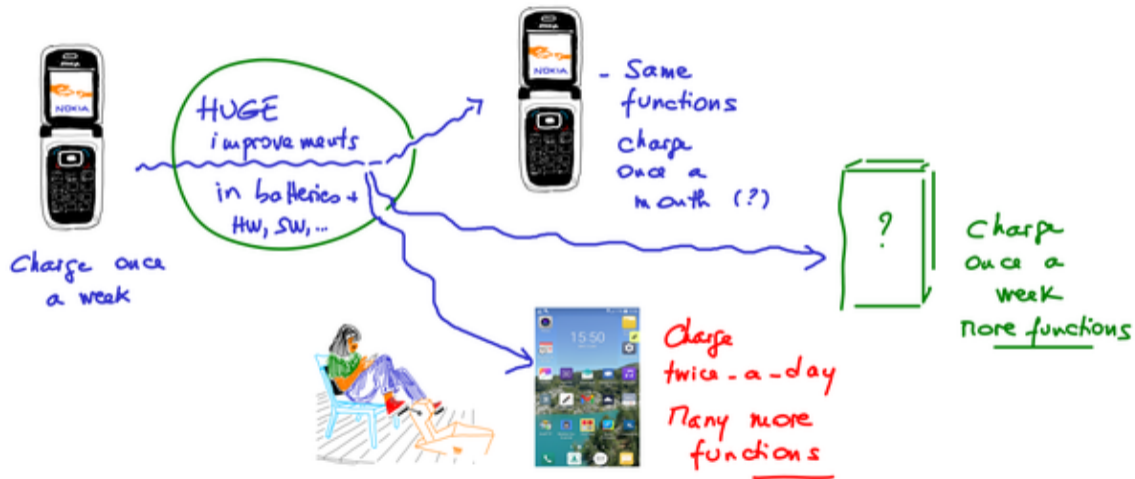 NOKIA
Charge once
a week
HUGE
improvements
in batteries +
HW, SW, ...
NOKIA
- Same
functions
charge
once a
month (?)
?
Charge
once a
week
more functions
15:50
Charge
twice-a-day
Many more
functions